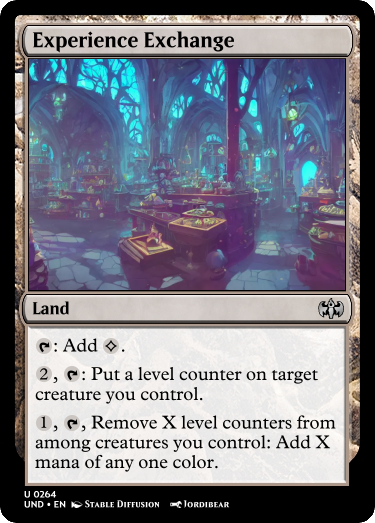 Experience Exchange
Land
: Add .
2, : Put a level counter on target
creature you control.
1, , Remove X level counters from
among creatures you control: Add X
mana of any one color.
U 0264
UND • EN Stable Diffusion Jordibear